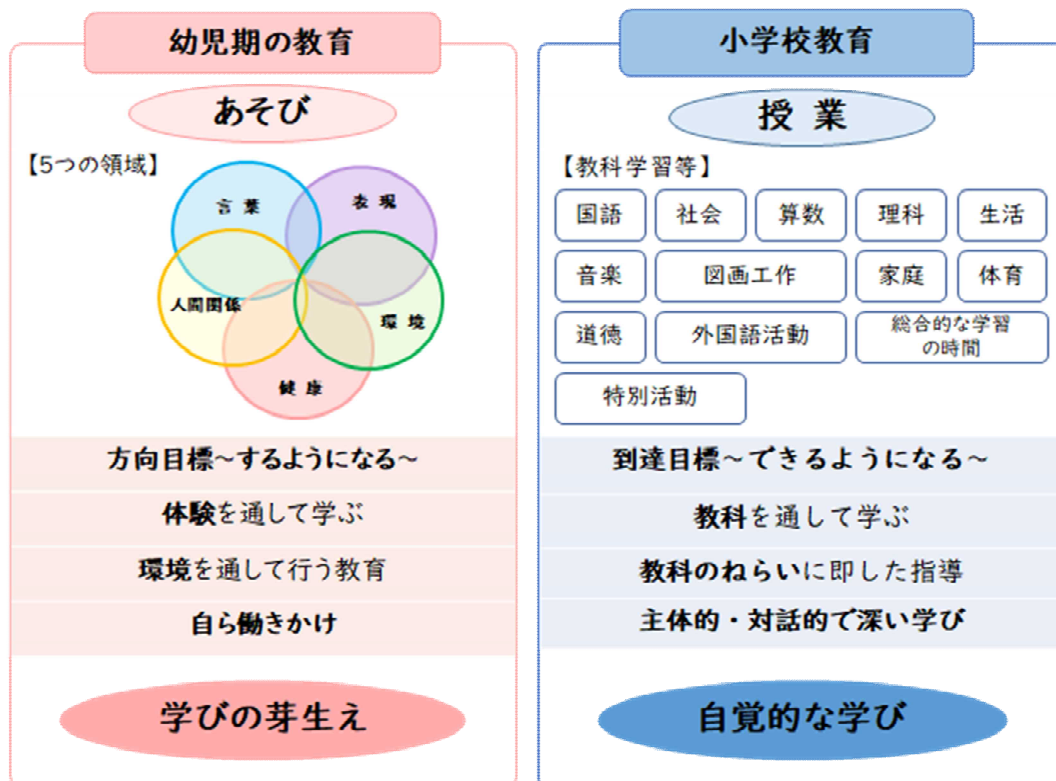 幼児期の教育
あそび
【5つの領域】
言葉
表現
人間関係
環境
健康
方向目標～するようになる～
体験を通して学ぶ
環境を通して行う教育
自ら働きかけ
学びの芽生え
小学校教育
授業
【教科学習等】
国語
社会
算数
理科
生活
音楽
図画工作
家庭
体育
道徳
外国語活動
総合的な学習
の時間
特別活動
到達目標～できるようになる～
教科を通して学ぶ
教科のねらいに即した指導
主体的・対話的で深い学び
自覚的な学び